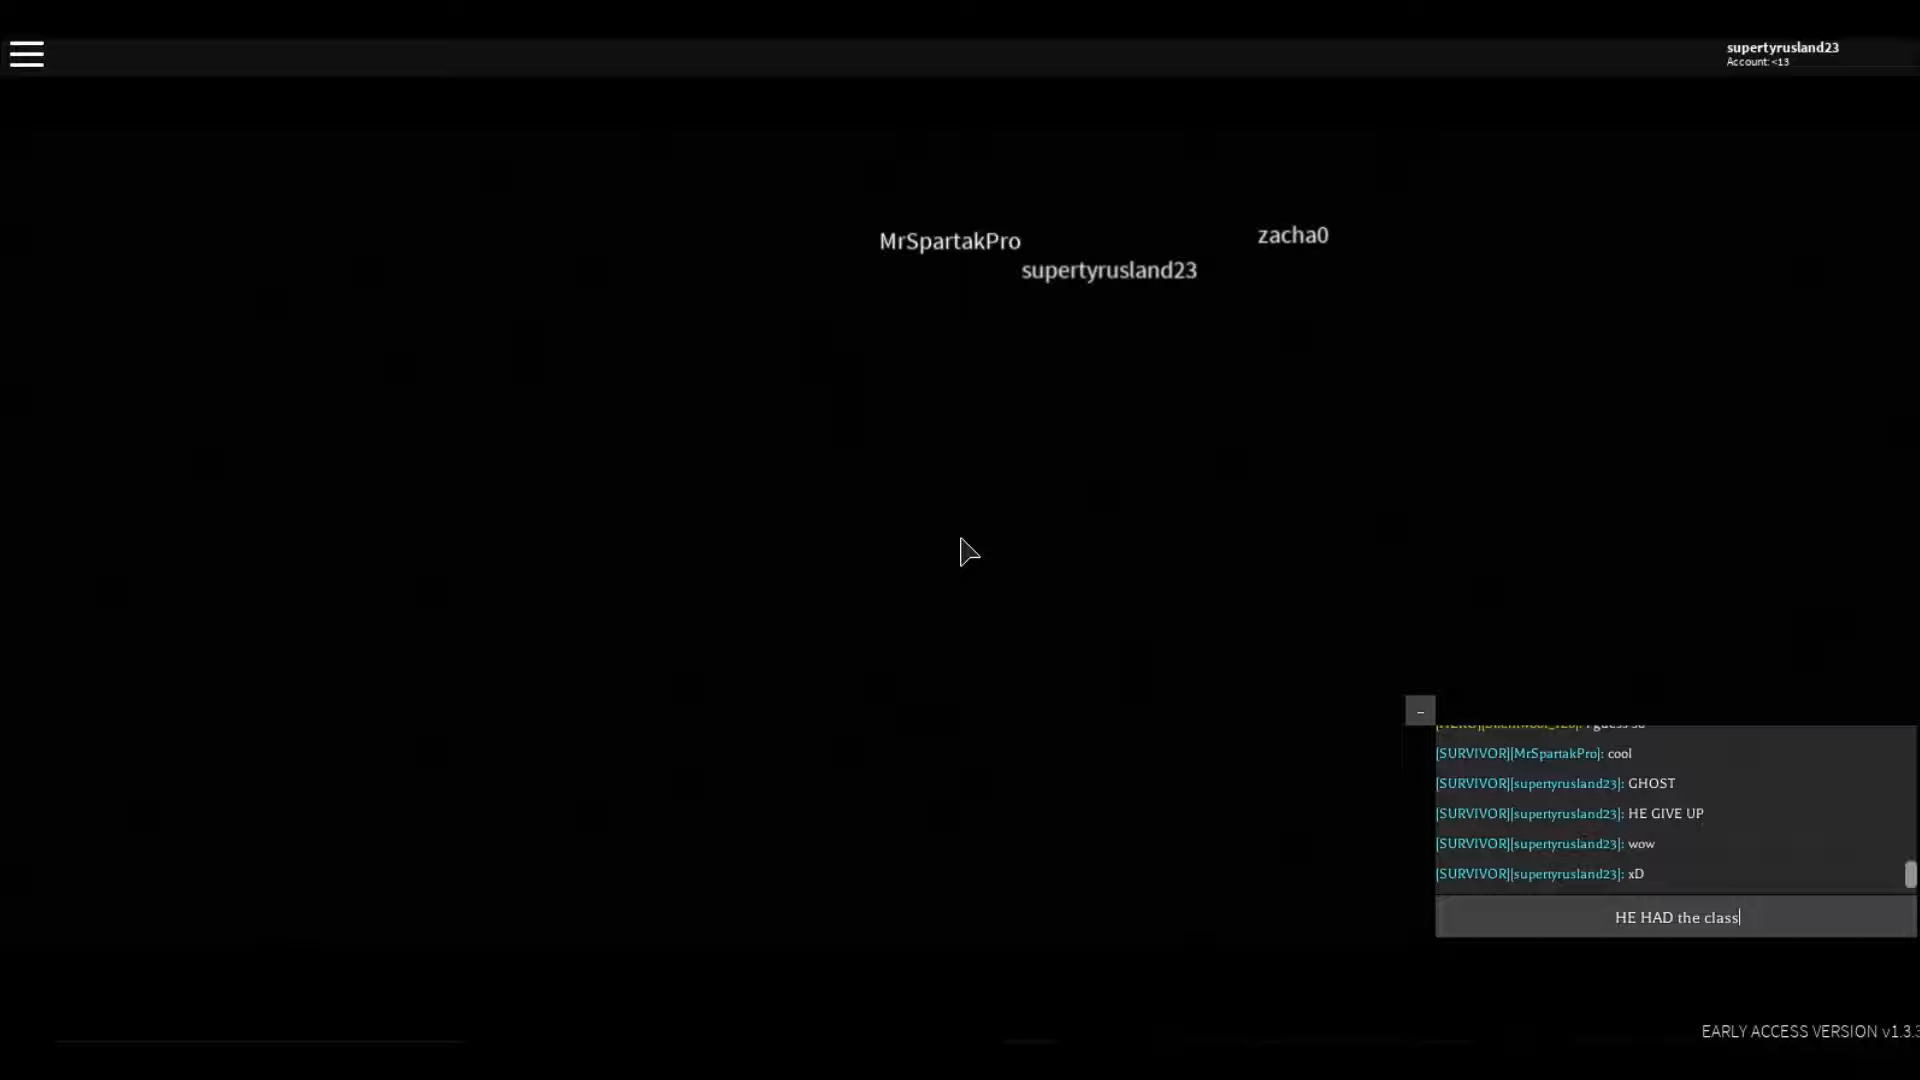 supertyrusland23
Account: <13
zacha0
MrSpartakPro
supertyrusland23
-
[SURVIVOR][MrSpartakPro]: cool
[SURVIVOR][supertyrusland23]: GHOST
[SURVIVOR][supertyrusland23]: HE GIVE UP
[SURVIVOR][supertyrusland23]: wow
[SURVIVOR][supertyrusland23]: xD
HE HAD the class
EARLY ACCESS VERSION v1.3.3